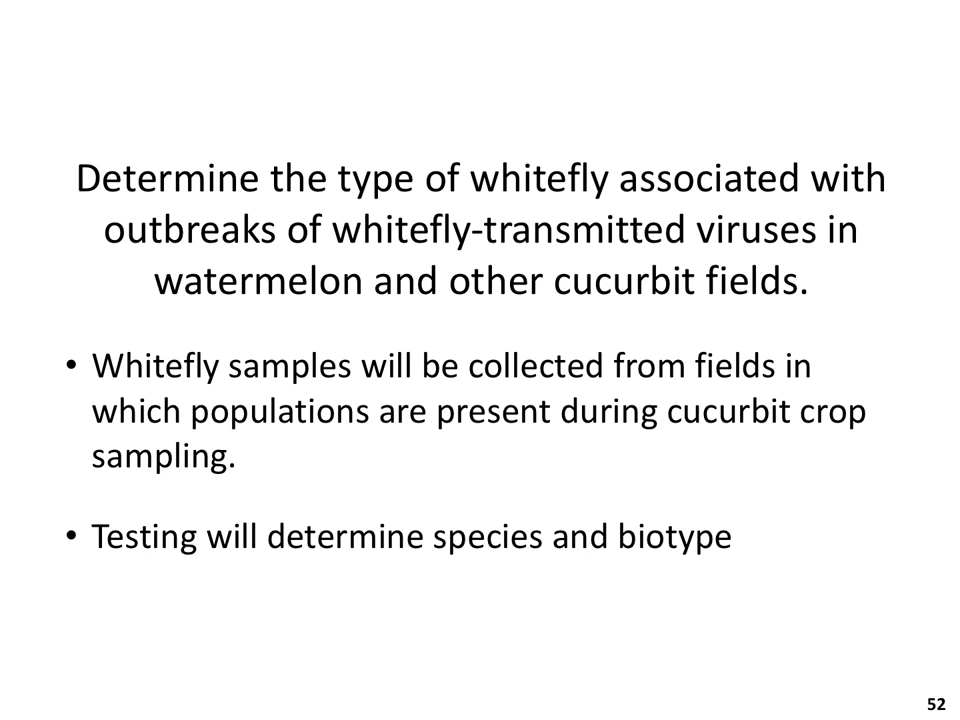 Determine the type of whitefly associated with
outbreaks of whitefly-transmitted viruses in
watermelon and other cucurbit fields.
• Whitefly samples will be collected from fields in
which populations are present during cucurbit crop
sampling.
• Testing will determine species and biotype
52